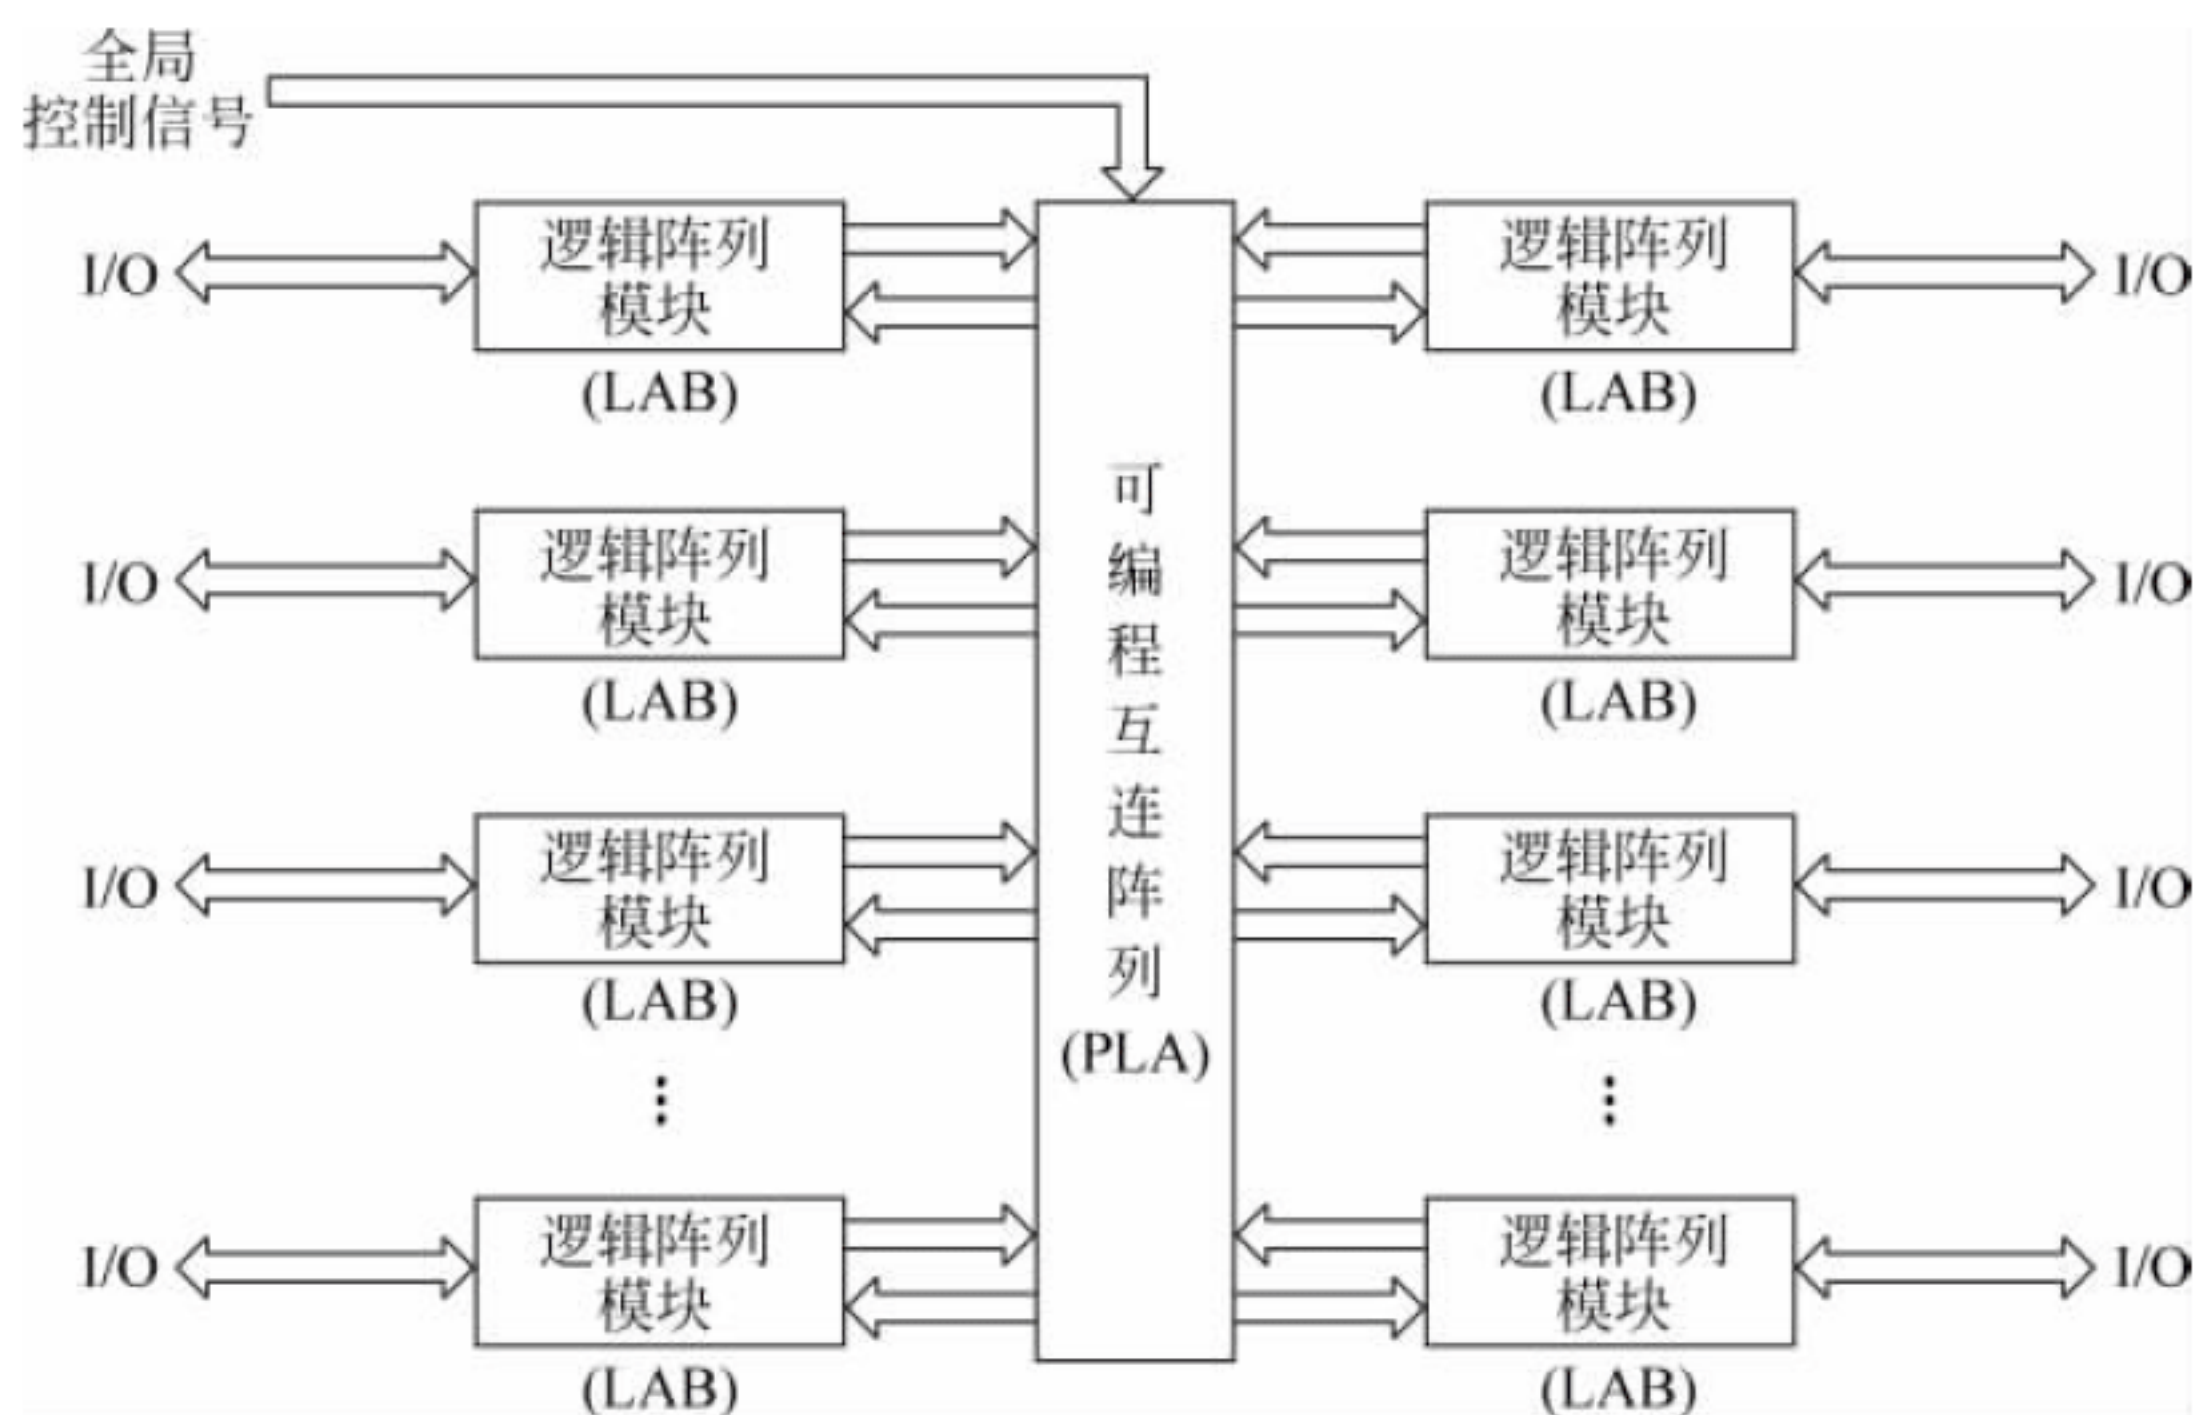 全局
控制信号
I/O
逻辑阵列
模块
(LAB)
逻辑阵列
模块
(LAB)
I/O
I/O
逻辑阵列
模块
(LAB)
逻辑阵列
模块
(LAB)
I/O
可编程互连阵列
(PLA)
I/O
逻辑阵列
模块
(LAB)
逻辑阵列
模块
(LAB)
I/O
⋮
⋮
I/O
逻辑阵列
模块
(LAB)
逻辑阵列
模块
(LAB)
I/O